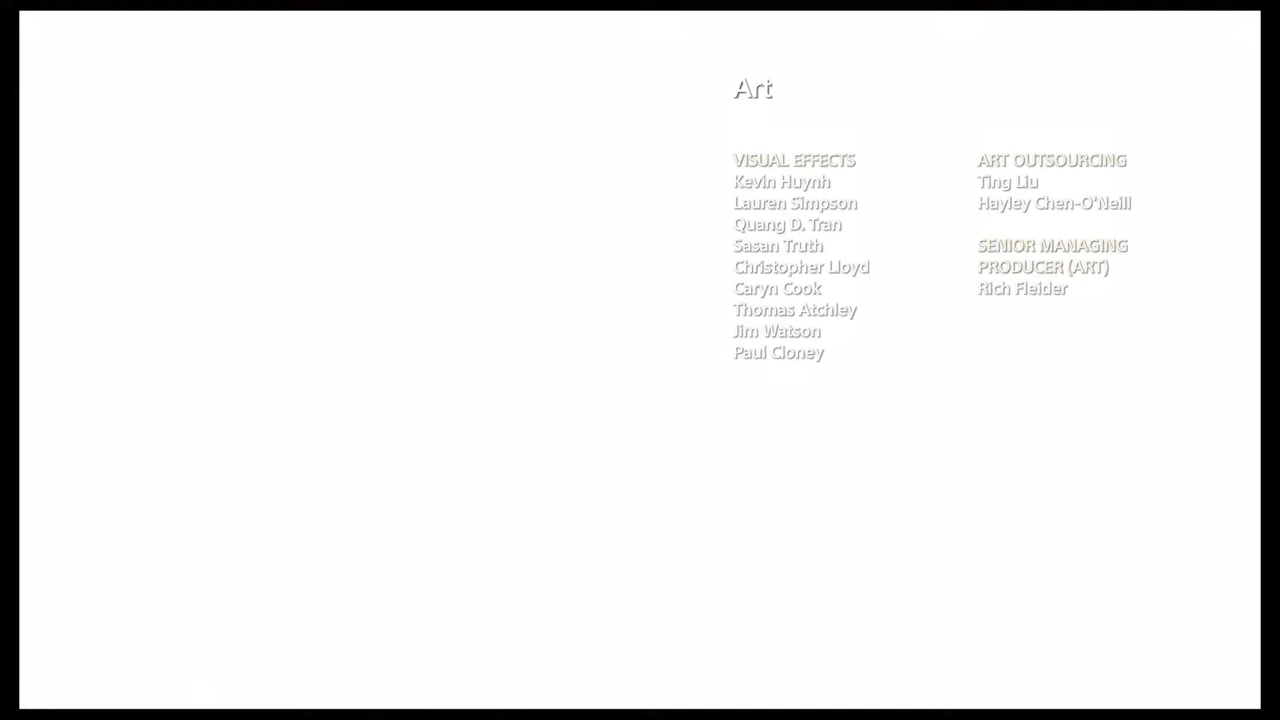 Art
VISUAL EFFECTS
Kevin Huynh
Lauren Simpson
Quang D. Tran
Sasan Truth
Christopher Lloyd
Caryn Cook
Thomas Atchley
Jim Watson
Paul Cloney
ART OUTSOURCING
Ting Liu
Hayley Chen-O'Neill
SENIOR MANAGING
PRODUCER (ART)
Rich Fleider